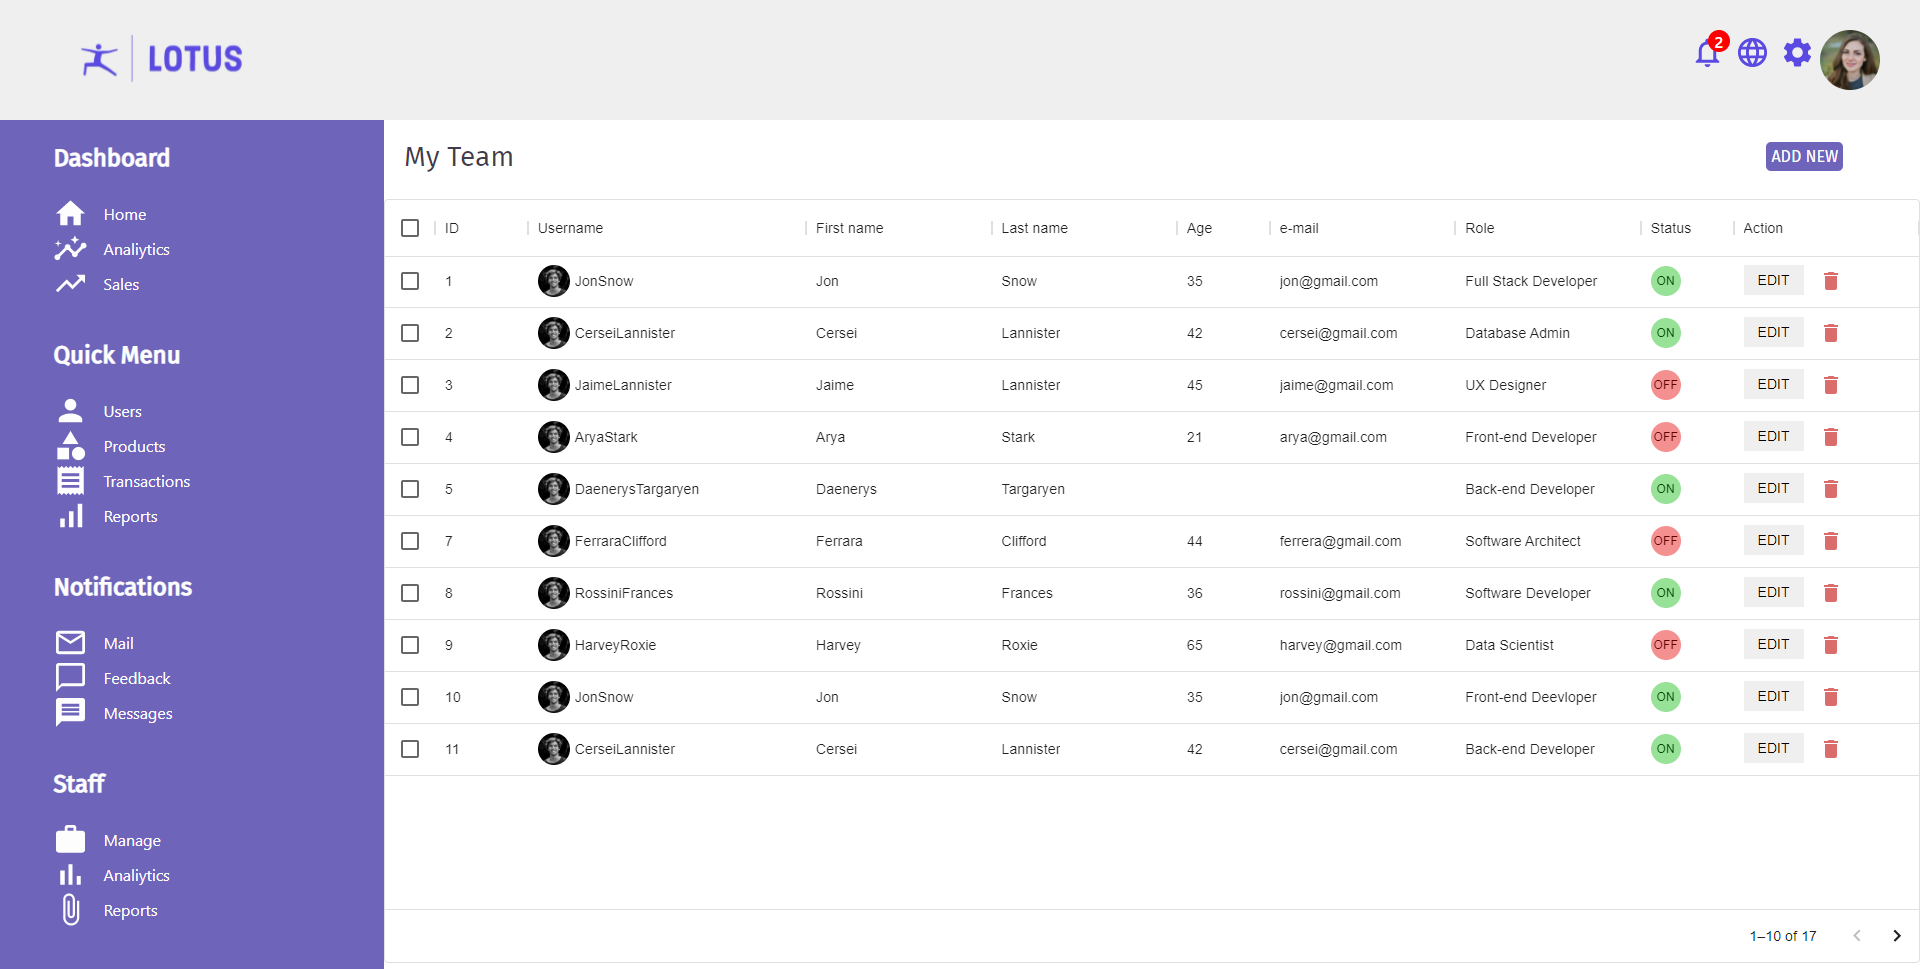 LOTUS
2
Dashboard
Home
Analiytics
Sales
Quick Menu
Users
Products
Transactions
Reports
Notifications
Mail
Feedback
Messages
Staff
Manage
Analiytics
Reports
My Team
ADD NEW
ID Username First name Last name Age e-mail Role Status Action
1 JonSnow Jon Snow 35 jon@gmail.com Full Stack Developer ON EDIT
2 CerseiLannister Cersei Lannister 42 cersei@gmail.com Database Admin ON EDIT
3 JaimeLannister Jaime Lannister 45 jaime@gmail.com UX Designer OFF EDIT
4 AryaStark Arya Stark 21 arya@gmail.com Front-end Developer OFF EDIT
5 DaenerysTargaryen Daenerys Targaryen Back-end Developer ON EDIT
7 FerraraClifford Ferrara Clifford 44 ferrera@gmail.com Software Architect OFF EDIT
8 RossiniFrances Rossini Frances 36 rossini@gmail.com Software Developer ON EDIT
9 HarveyRoxie Harvey Roxie 65 harvey@gmail.com Data Scientist OFF EDIT
10 JonSnow Jon Snow 35 jon@gmail.com Front-end Deevloper ON EDIT
11 CerseiLannister Cersei Lannister 42 cersei@gmail.com Back-end Developer ON EDIT
1–10 of 17